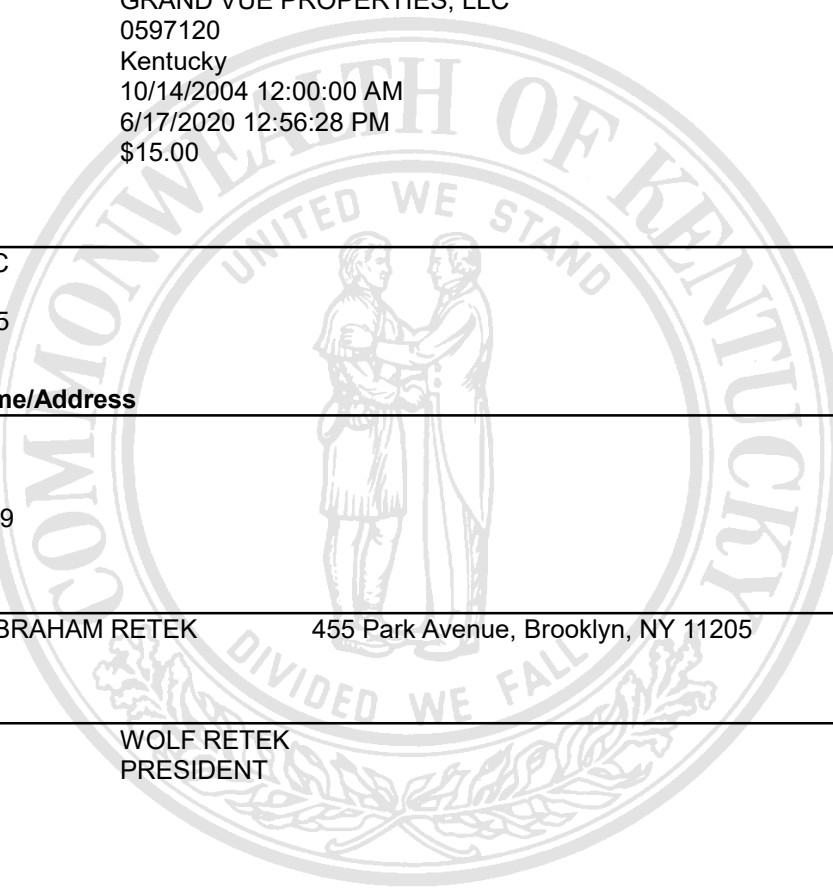 GRAND VUE PROPERTIES, LLC
0597120
Kentucky
10/14/2004 12:00:00 AM
6/17/2020 12:56:28 PM
$15.00
COMMONWEALTH OF KENTUCKY
UNITED WE STAND
C
5
me/Address
9
BRAHAM RETEK 455 Park Avenue, Brooklyn, NY 11205
DIVIDED WE FALL
WOLF RETEK
PRESIDENT